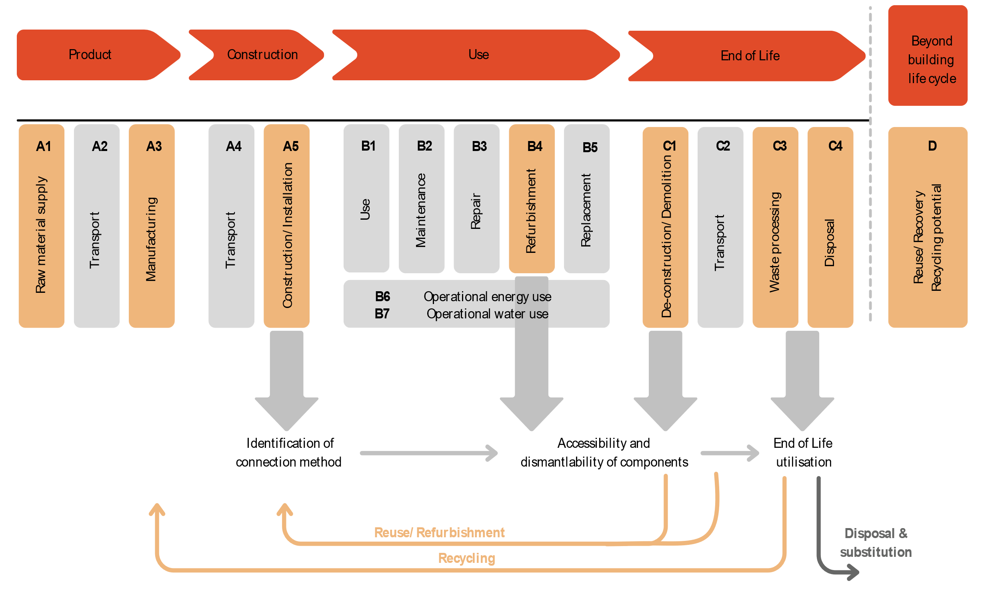 Product
Construction
Use
End of Life
Beyond
building
life cycle
A1
Raw material supply
A2
Transport
A3
Manufacturing
A4
Transport
A5
Construction/ Installation
B1
Use
B2
Maintenance
B3
Repair
B4
Refurbishment
B5
Replacement
B6 Operational energy use
B7 Operational water use
C1
De-construction/ Demolition
C2
Transport
C3
Waste processing
C4
Disposal
D
Reuse/ Recovery
Recycling potential
Identification of
connection method
Accessibility and
dismantlability of components
End of Life
utilisation
Reuse/ Refurbishment
Recycling
Disposal &
substitution